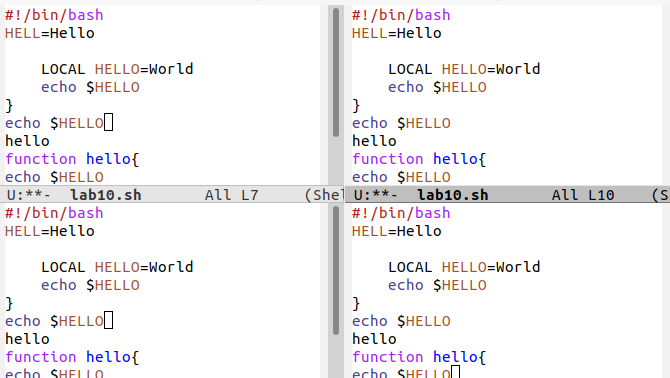 #!/bin/bash
HELL=Hello
LOCAL HELLO=World
echo $HELLO
}
echo $HELLO
hello
function hello{
echo $HELLO
U:**- lab10.sh All L7 (Shel
#!/bin/bash
HELL=Hello
LOCAL HELLO=World
echo $HELLO
}
echo $HELLO
hello
function hello{
echo $HELLO
U:**- lab10.sh All L10 (S
#!/bin/bash
HELL=Hello
LOCAL HELLO=World
echo $HELLO
}
echo $HELLO
hello
function hello{
echo $HELLO
#!/bin/bash
HELL=Hello
LOCAL HELLO=World
echo $HELLO
}
echo $HELLO
hello
function hello{
echo $HELLO